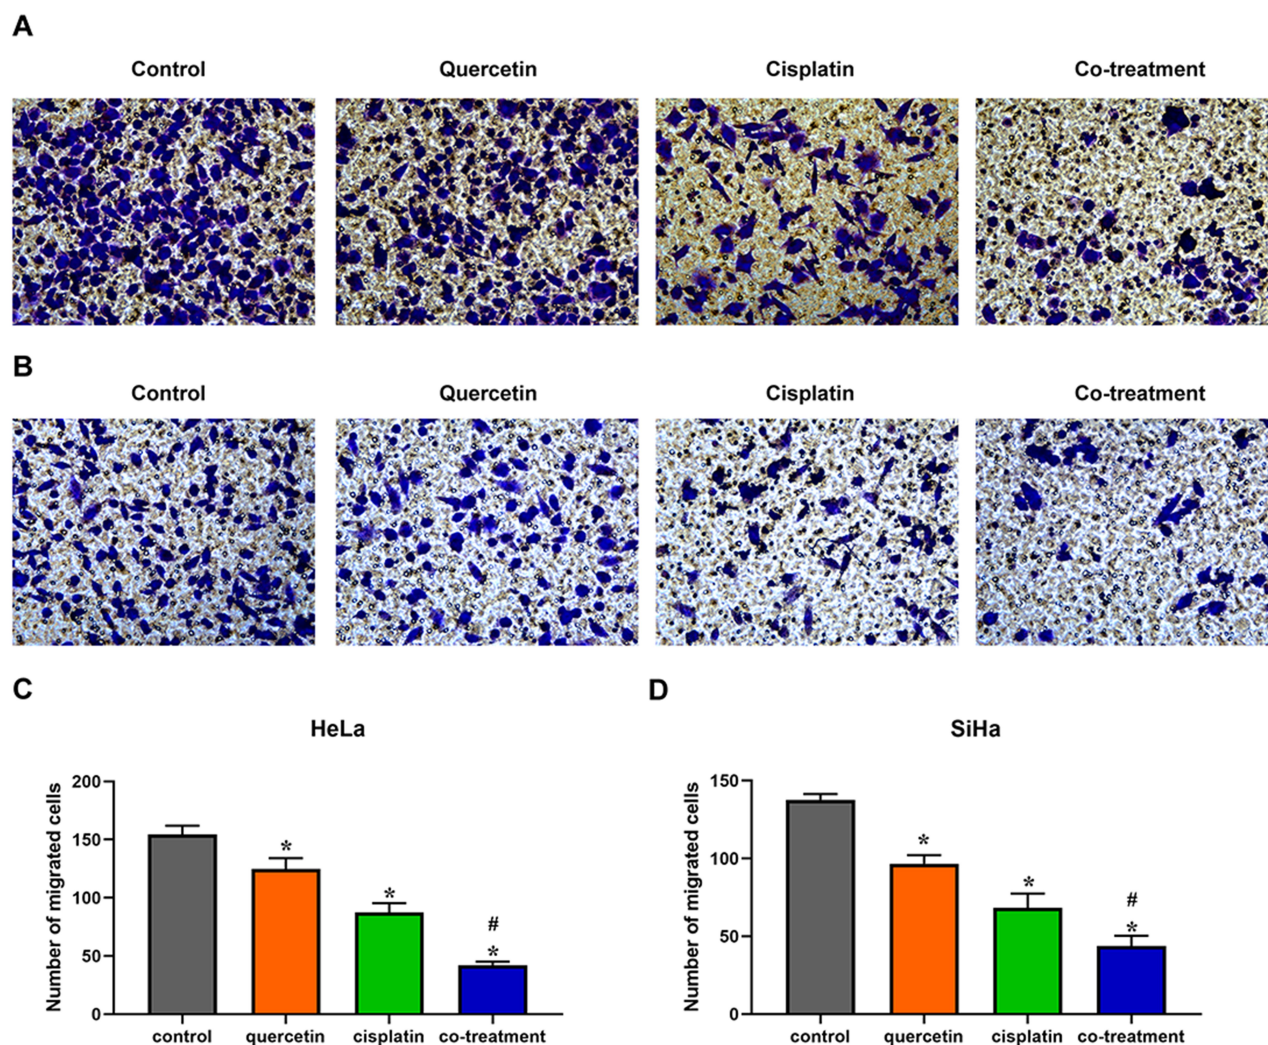 A
Control Quercetin Cisplatin Co-treatment
B
Control Quercetin Cisplatin Co-treatment
C
HeLa
Number of migrated cells
200
150
100
50
0
*
*
#
*
control quercetin cisplatin co-treatment
D
SiHa
Number of migrated cells
150
100
50
0
*
*
#
*
control quercetin cisplatin co-treatment